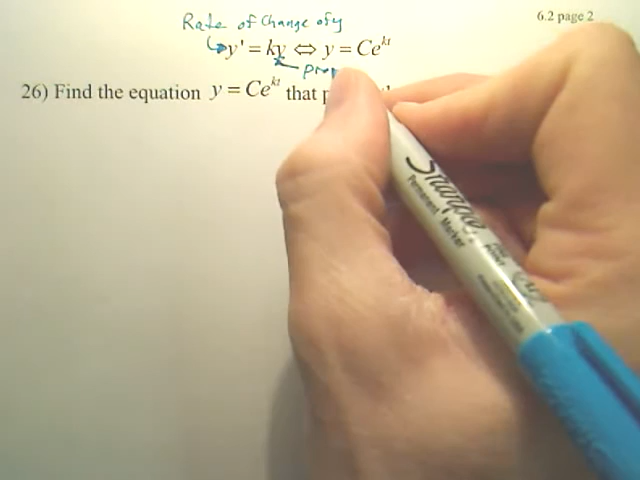 6.2 page 2
Rate of Change of y
y' = ky ⇔ y = Ce^{kt}
26) Find the equation y = Ce^{kt} that
Sharpie
Permanent Marker